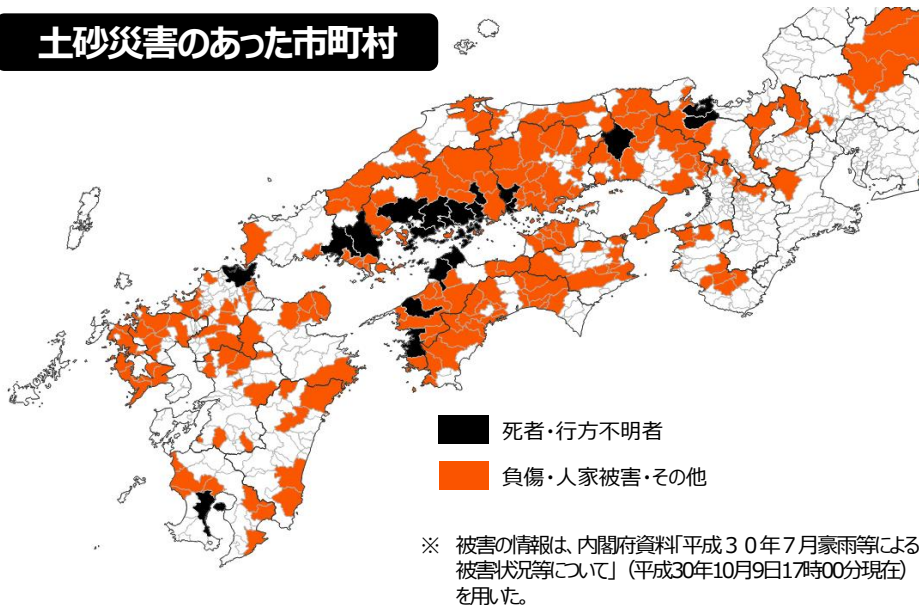 土砂災害のあった市町村
死者・行方不明者
負傷・人家被害・その他
※ 被害の情報は、内閣府資料「平成３０年７月豪雨等による
被害状況等について」（平成30年10月9日17時00分現在）
を用いた。